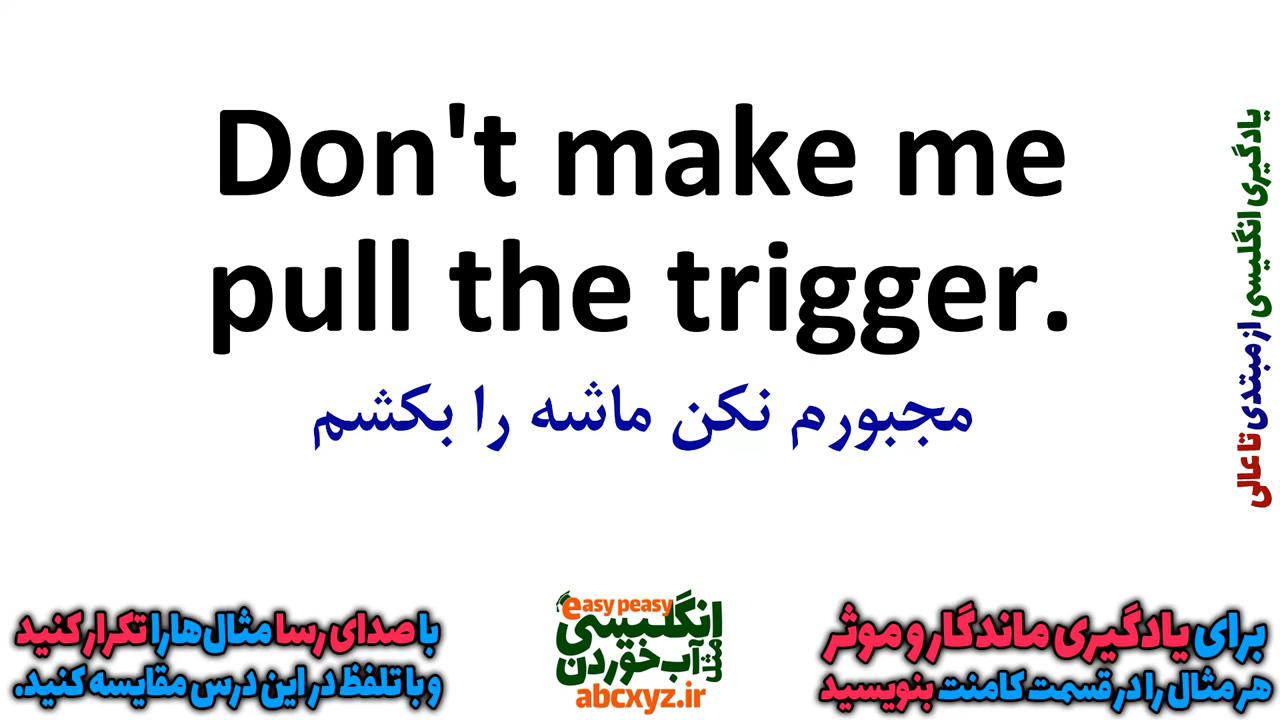 Don't make me
pull the trigger.
مجبورم نکن ماشه را بکشم
یادگیری انگلیسی از مبتدی تا عالی
با صدای رسا مثال‌ها را تکرار کنید
و با تلفظ در این درس مقایسه کنید.
easy peasy
انگلیسی
مثل آب خوردن
abcxyz.ir
برای یادگیری ماندگار و موثر
هر مثال را در قسمت کامنت بنویسید